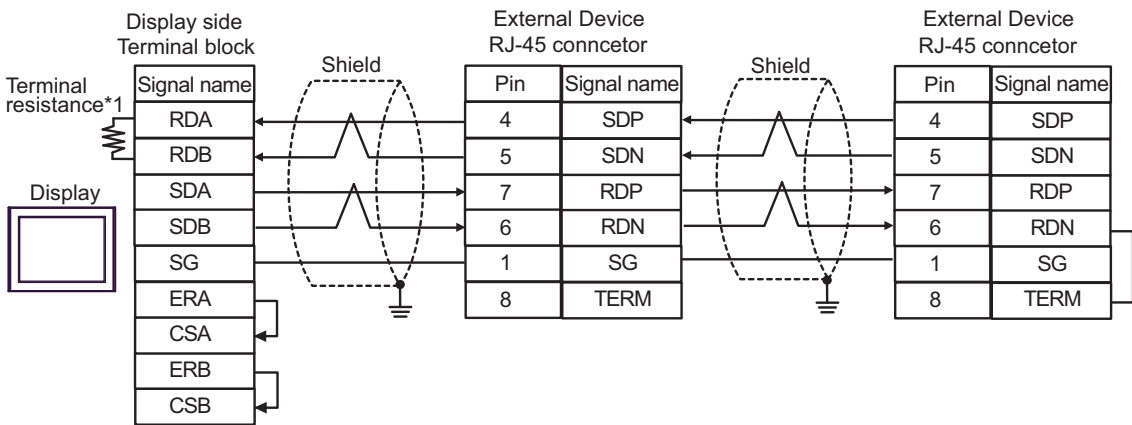 Display side
Terminal block
External Device
RJ-45 conncetor
External Device
RJ-45 conncetor
Shield
Shield
Terminal
resistance*1
Display
Signal name
RDA
RDB
SDA
SDB
SG
ERA
CSA
ERB
CSB
Pin Signal name
4 SDP
5 SDN
7 RDP
6 RDN
1 SG
8 TERM
Pin Signal name
4 SDP
5 SDN
7 RDP
6 RDN
1 SG
8 TERM